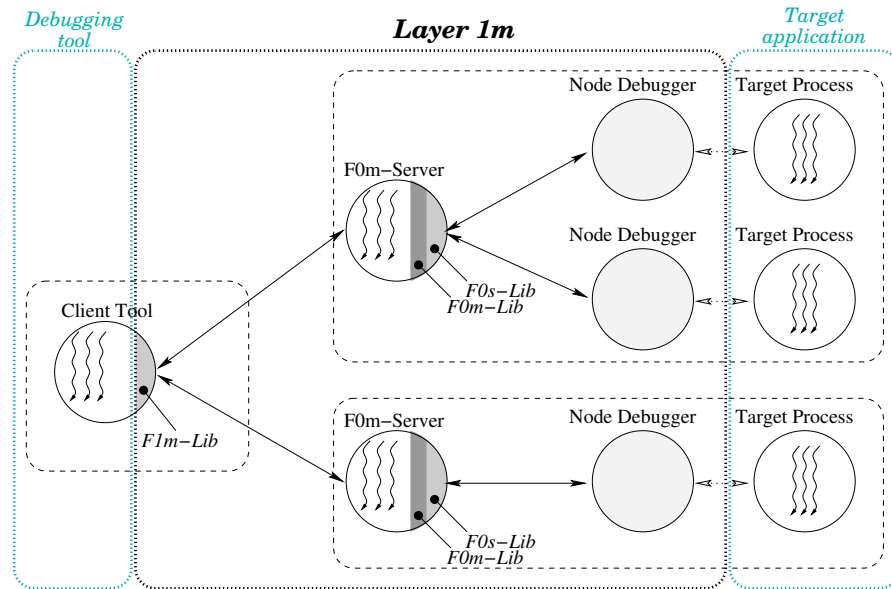 Debugging
tool
Layer 1m
Target
application
Node Debugger
Target Process
F0m-Server
Node Debugger
Target Process
F0s-Lib
F0m-Lib
Client Tool
F1m-Lib
F0m-Server
Node Debugger
Target Process
F0s-Lib
F0m-Lib